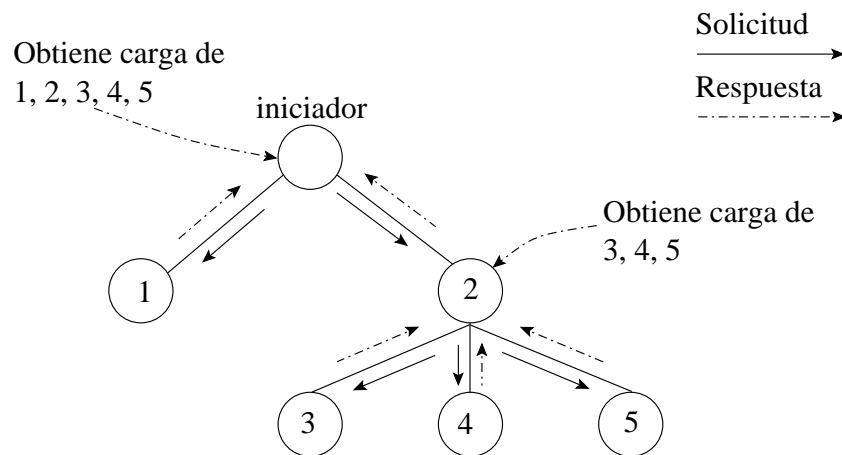 Solicitud
Respuesta
Obtiene carga de
1, 2, 3, 4, 5
iniciador
Obtiene carga de
3, 4, 5
1
2
3
4
5